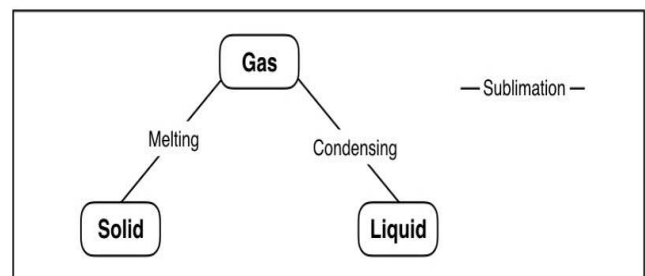 Gas
Sublimation
Melting
Condensing
Solid
Liquid